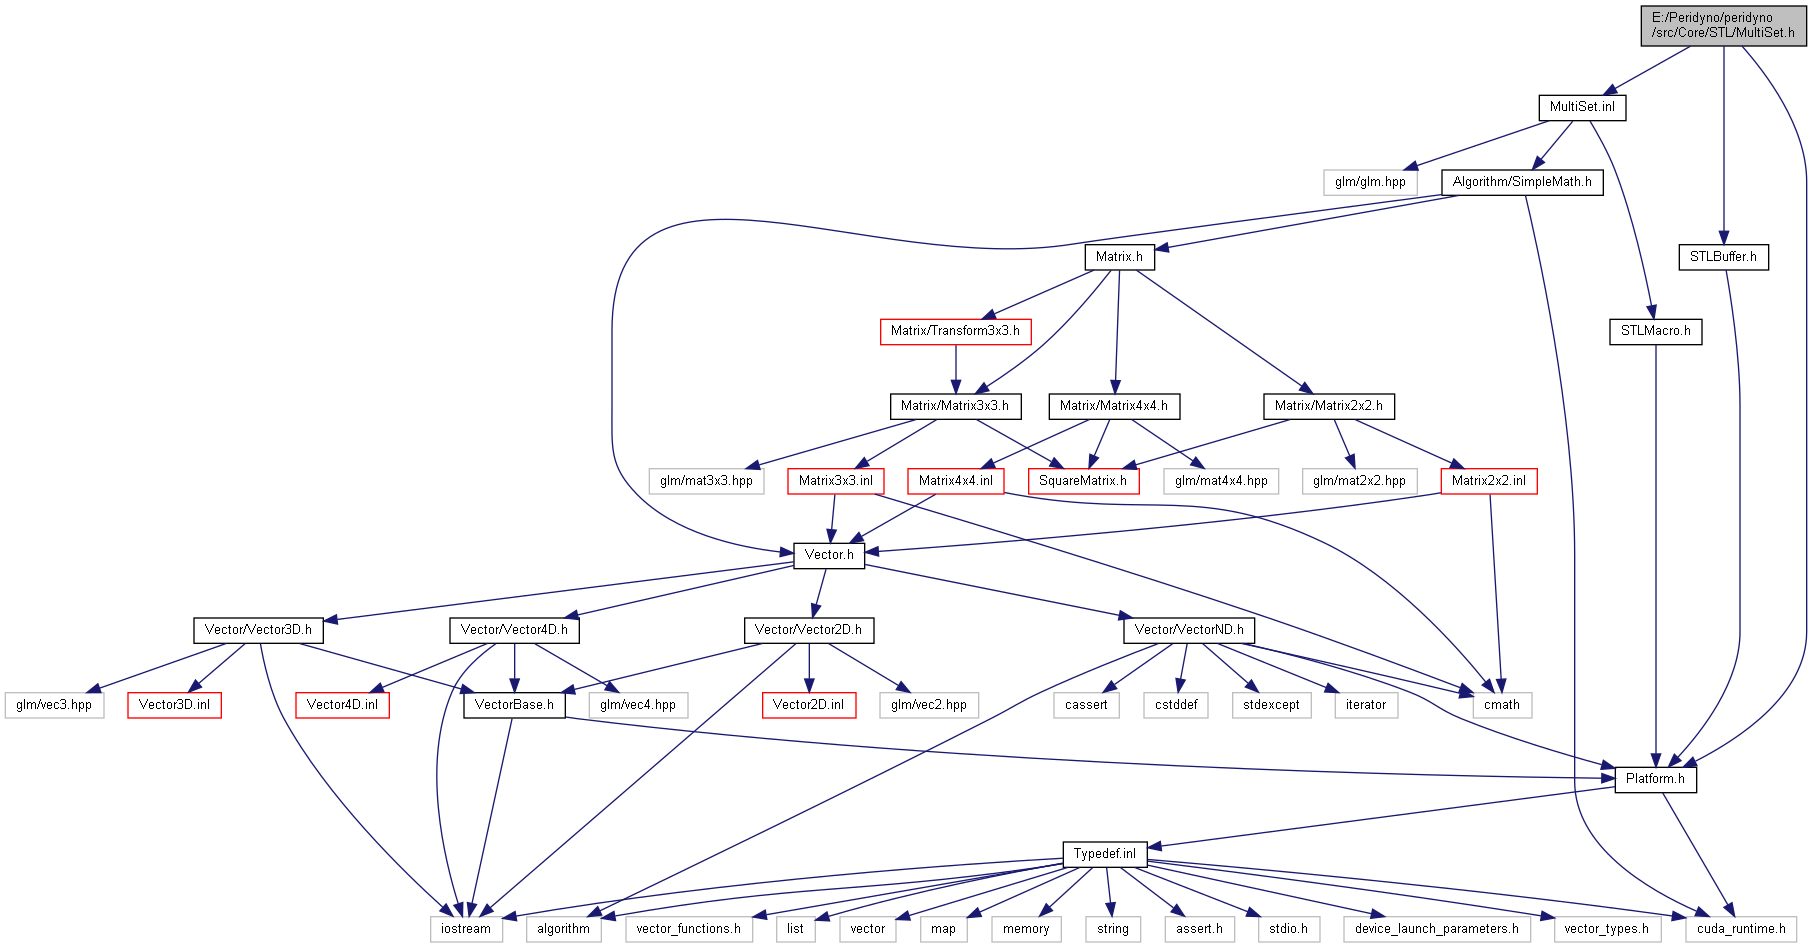 E:/Peridyno/peridyno
/src/Core/STL/MultiSet.h
MultiSet.inl
glm/glm.hpp
Algorithm/SimpleMath.h
Matrix.h
STLBuffer.h
Matrix/Transform3x3.h
STLMacro.h
Matrix/Matrix3x3.h
Matrix/Matrix4x4.h
Matrix/Matrix2x2.h
glm/mat3x3.hpp
Matrix3x3.inl
Matrix4x4.inl
SquareMatrix.h
glm/mat4x4.hpp
glm/mat2x2.hpp
Matrix2x2.inl
Vector.h
Vector/Vector3D.h
Vector/Vector4D.h
Vector/Vector2D.h
Vector/VectorND.h
glm/vec3.hpp
Vector3D.inl
Vector4D.inl
VectorBase.h
glm/vec4.hpp
Vector2D.inl
glm/vec2.hpp
cassert
cstddef
stdexcept
iterator
cmath
Platform.h
Typedef.inl
iostream
algorithm
vector_functions.h
list
vector
map
memory
string
assert.h
stdio.h
device_launch_parameters.h
vector_types.h
cuda_runtime.h